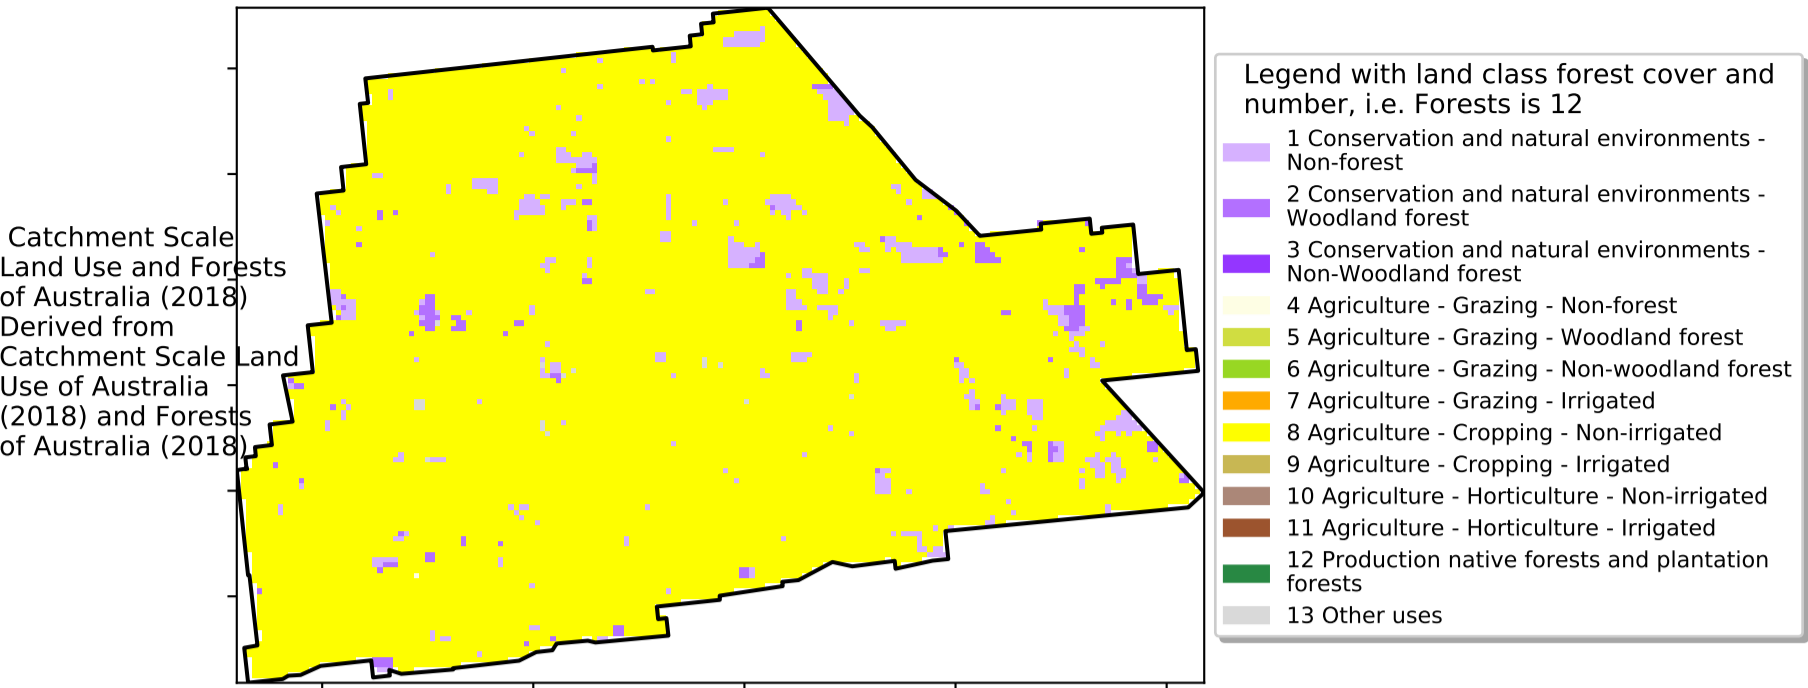 Catchment Scale
Land Use and Forests
of Australia (2018)
Derived from
Catchment Scale Land
Use of Australia
(2018) and Forests
of Australia (2018)
Legend with land class forest cover and
number, i.e. Forests is 12
1 Conservation and natural environments -
Non-forest
2 Conservation and natural environments -
Woodland forest
3 Conservation and natural environments -
Non-Woodland forest
4 Agriculture - Grazing - Non-forest
5 Agriculture - Grazing - Woodland forest
6 Agriculture - Grazing - Non-woodland forest
7 Agriculture - Grazing - Irrigated
8 Agriculture - Cropping - Non-irrigated
9 Agriculture - Cropping - Irrigated
10 Agriculture - Horticulture - Non-irrigated
11 Agriculture - Horticulture - Irrigated
12 Production native forests and plantation
forests
13 Other uses